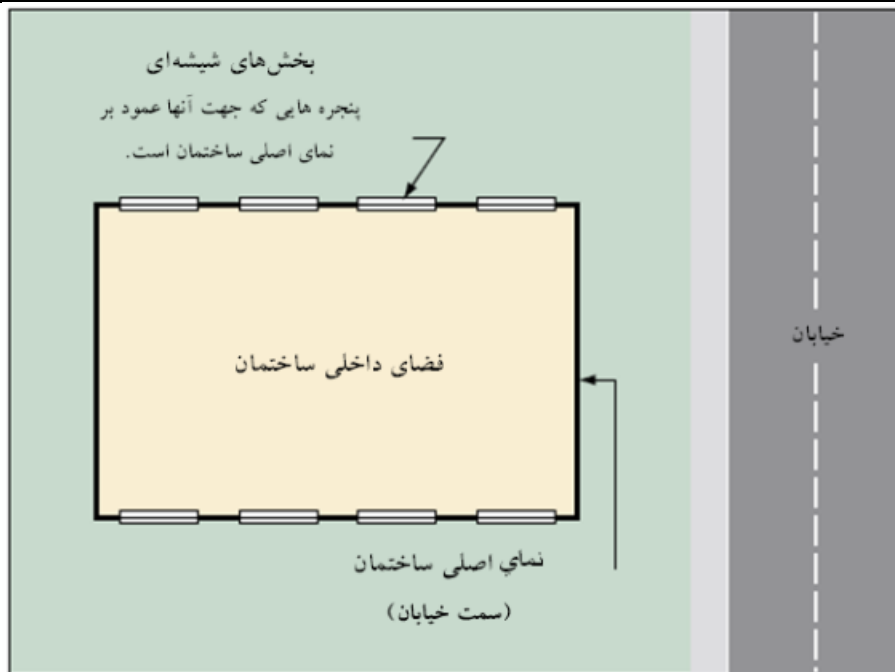 بخش‌های شیشه‌ای
پنجره هایی که جهت آنها عمود بر
نمای اصلی ساختمان است.
خیابان
فضای داخلی ساختمان
نماي اصلی ساختمان
(سمت خیابان)